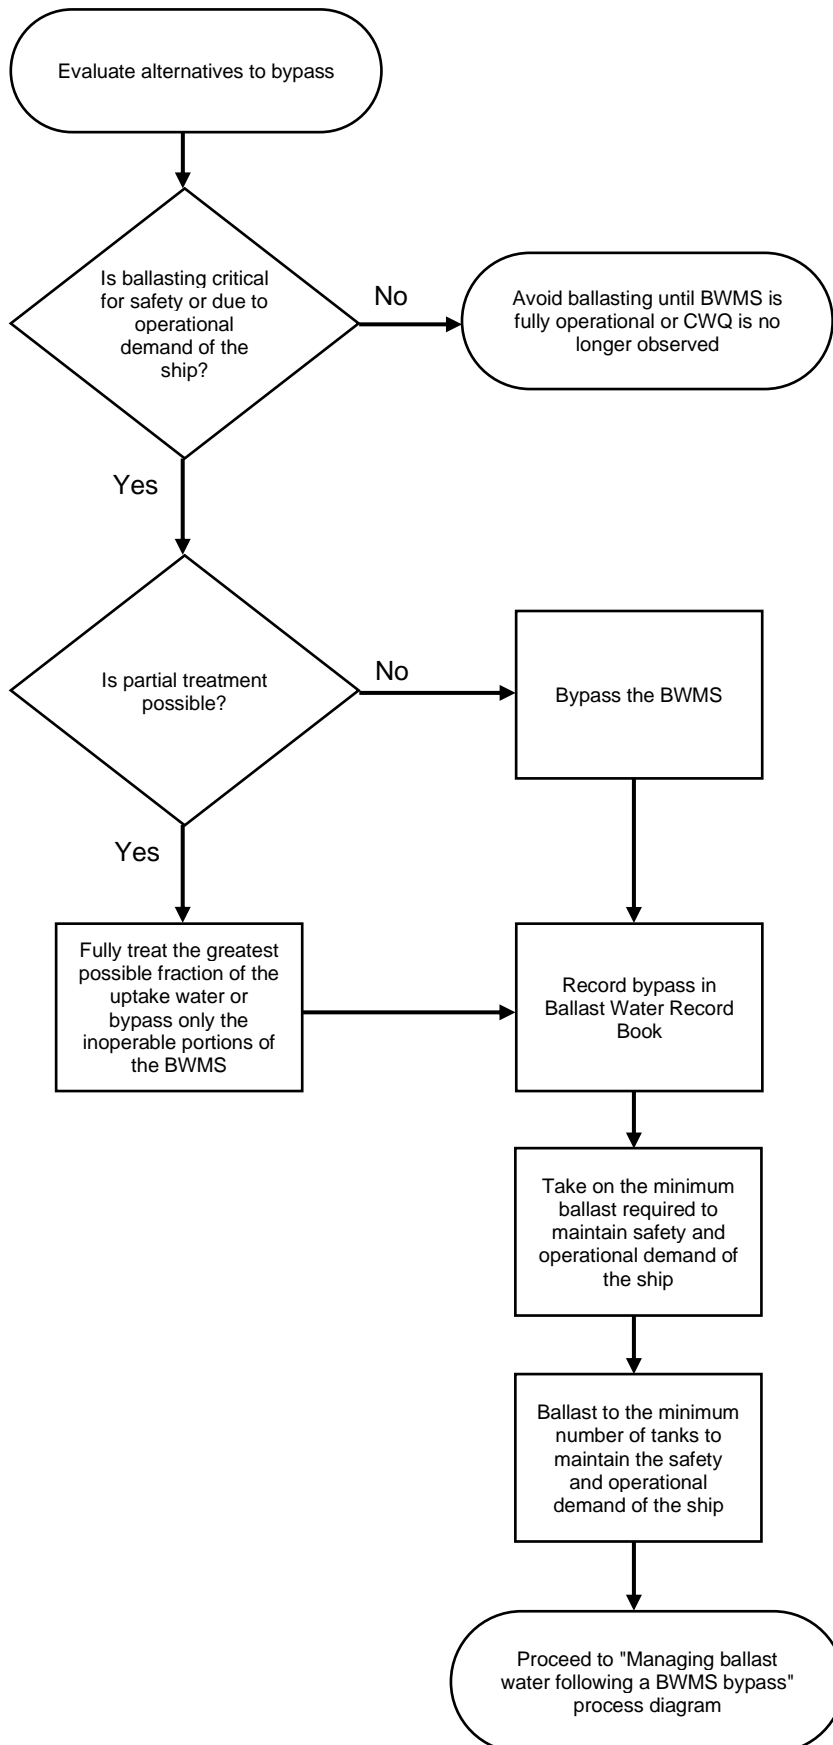 Evaluate alternatives to bypass
Is ballasting critical
for safety or due to
operational
demand of the
ship?
No
Avoid ballasting until BWMS is
fully operational or CWQ is no
longer observed
Yes
Is partial treatment
possible?
No
Bypass the BWMS
Yes
Fully treat the greatest
possible fraction of the
uptake water or
bypass only the
inoperable portions of
the BWMS
Record bypass in
Ballast Water Record
Book
Take on the minimum
ballast required to
maintain safety and
operational demand of
the ship
Ballast to the minimum
number of tanks to
maintain the safety
and operational
demand of the ship
Proceed to "Managing ballast
water following a BWMS bypass"
process diagram